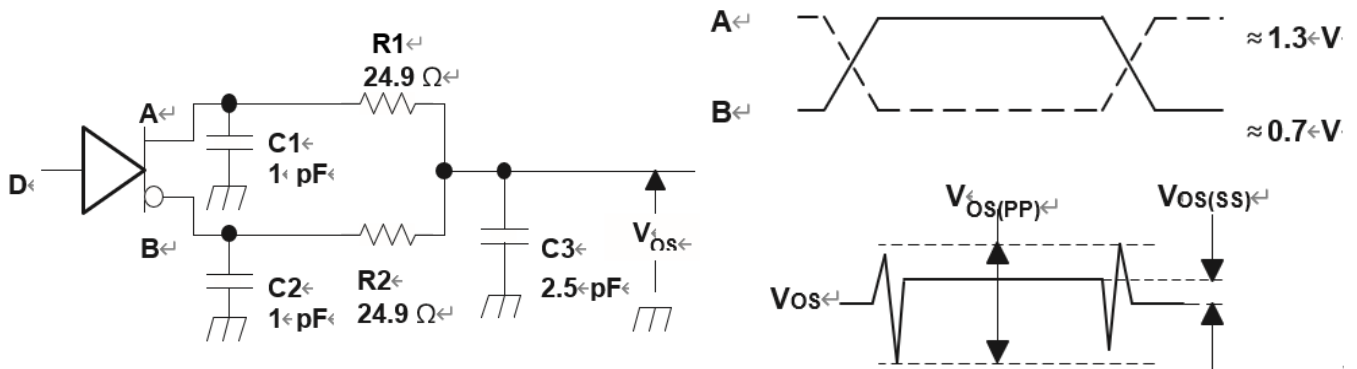 R1
24.9 Ω
A
C1
1 pF
D
B
C2
1 pF
R2
24.9 Ω
C3
2.5 pF
VOS
A
≈ 1.3 V
B
≈ 0.7 V
VOS(PP)
VOS(SS)
VOS